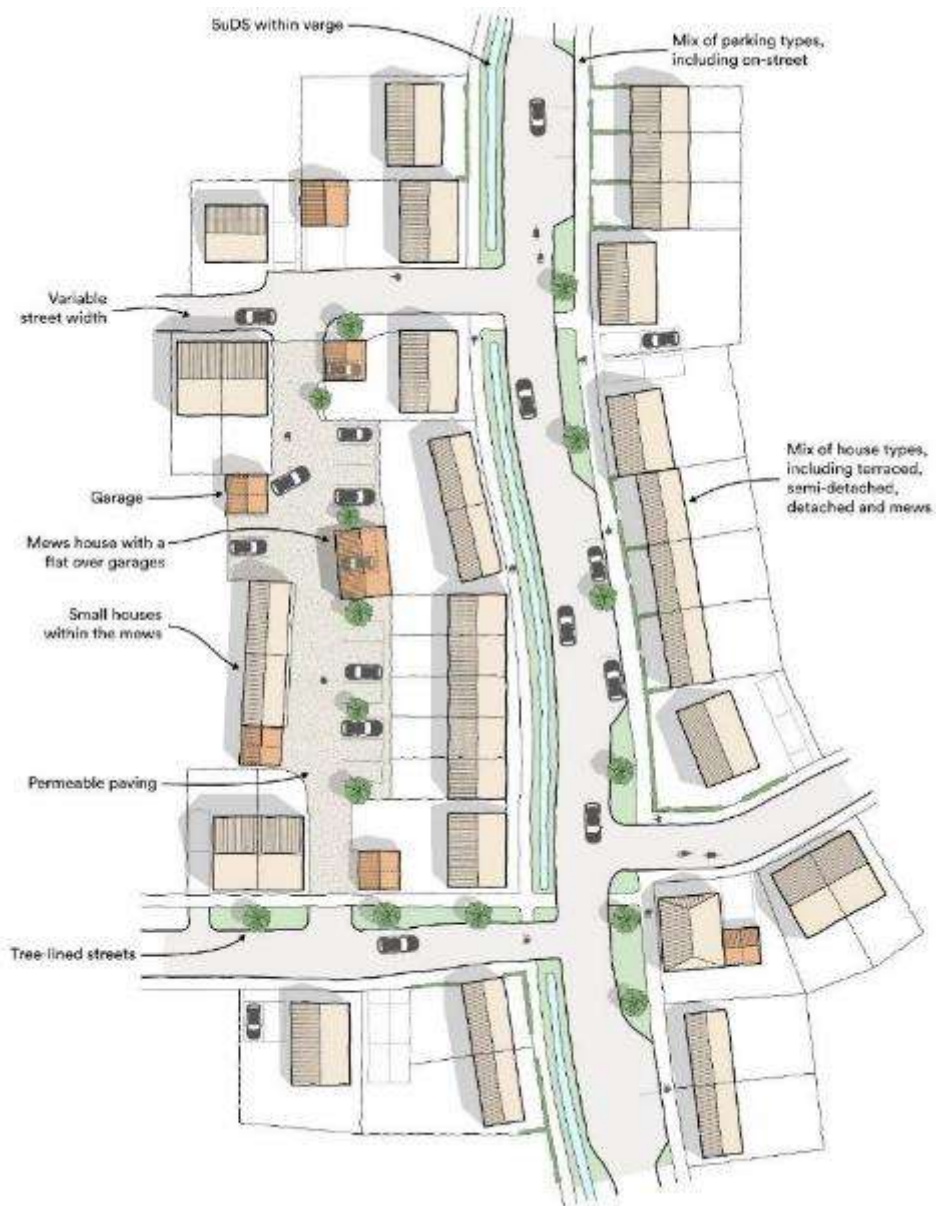 SuDS within varge
Mix of parking types,
including on-street
Variable
street width
Garage
Mews house with a
flat over garages
Mix of house types,
including terraced,
semi-detached,
detached and mews
Small houses
within the mews
Permeable paving
Tree-lined streets